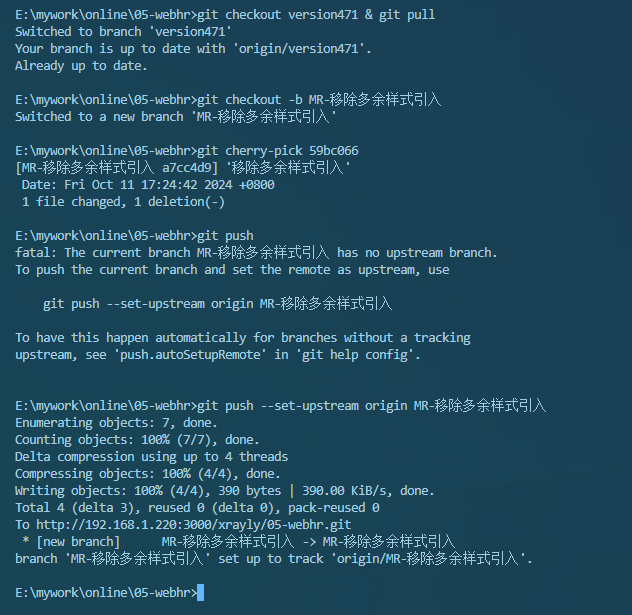 E:\mywork\online\05-webhr>git checkout version471 & git pull
Switched to branch 'version471'
Your branch is up to date with 'origin/version471'.
Already up to date.
E:\mywork\online\05-webhr>git checkout -b MR-移除多余样式引入
Switched to a new branch 'MR-移除多余样式引入'
E:\mywork\online\05-webhr>git cherry-pick 59bc066
[MR-移除多余样式引入 a7cc4d9] '移除多余样式引入'
 Date: Fri Oct 11 17:24:42 2024 +0800
 1 file changed, 1 deletion(-)
E:\mywork\online\05-webhr>git push
fatal: The current branch MR-移除多余样式引入 has no upstream branch.
To push the current branch and set the remote as upstream, use
    git push --set-upstream origin MR-移除多余样式引入
To have this happen automatically for branches without a tracking
upstream, see 'push.autoSetupRemote' in 'git help config'.
E:\mywork\online\05-webhr>git push --set-upstream origin MR-移除多余样式引入
Enumerating objects: 7, done.
Counting objects: 100% (7/7), done.
Delta compression using up to 4 threads
Compressing objects: 100% (4/4), done.
Writing objects: 100% (4/4), 390 bytes | 390.00 KiB/s, done.
Total 4 (delta 3), reused 0 (delta 0), pack-reused 0
To http://192.168.1.220:3000/xrayly/05-webhr.git
 * [new branch]      MR-移除多余样式引入 -> MR-移除多余样式引入
branch 'MR-移除多余样式引入' set up to track 'origin/MR-移除多余样式引入'.
E:\mywork\online\05-webhr>